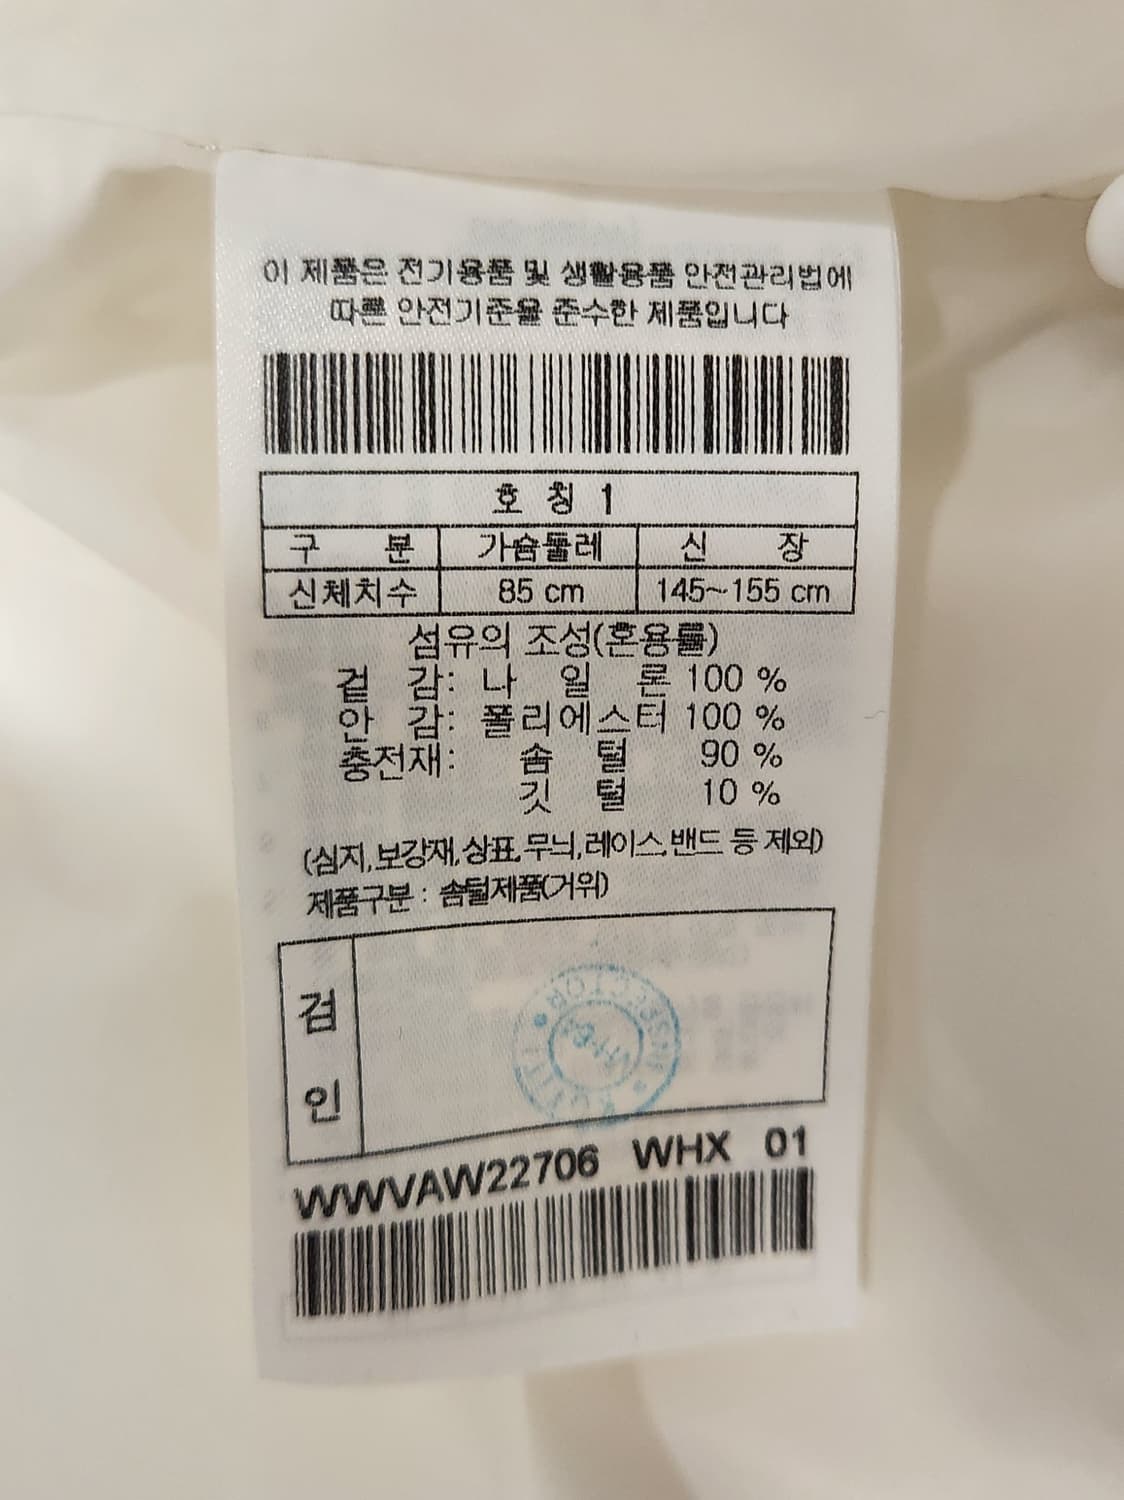 이 제품은 전기용품 및 생활용품 안전관리법에
따른 안전기준을 준수한 제품입니다
호 칭 1
구 분 가슴둘레 신 장
신체치수 85 cm 145~155 cm
섬유의 조성(혼용률)
겉 감: 나 일 론 100 %
안 감: 폴리에스터 100 %
충전재: 솜 털 90 %
깃 털 10 %
(심지,보강재,상표,무늬,레이스,밴드 등 제외)
제품구분 : 솜털제품(거위)
검
인
INSPECTOR
WWVAW22706 WHX 01